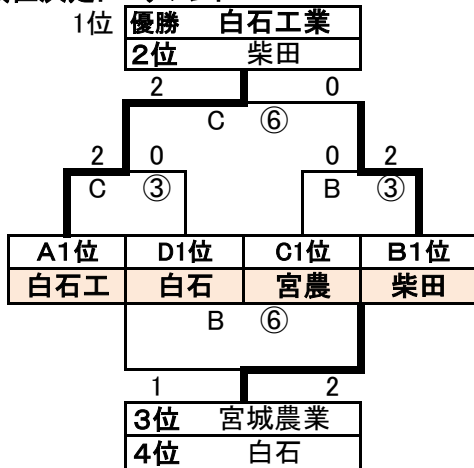 1位 優勝 白石工業
2位 柴田
2 0
C ⑥
2 0 0 2
C ③ B ③
A1位 D1位 C1位 B1位
白石工 白石 宮農 柴田
B ⑥
1 2
3位 宮城農業
4位 白石